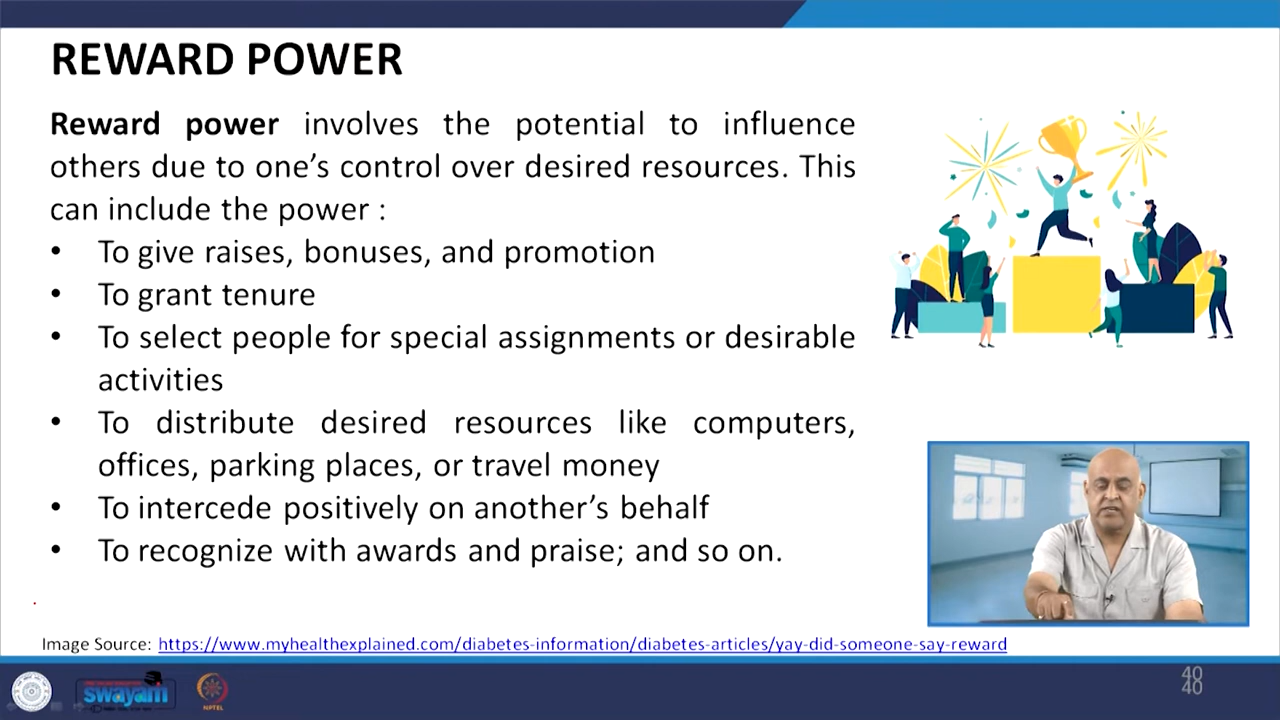 REWARD POWER
Reward power involves the potential to influence
others due to one's control over desired resources. This
can include the power :
• To give raises, bonuses, and promotion
• To grant tenure
• To select people for special assignments or desirable
activities
• To distribute desired resources like computers,
offices, parking places, or travel money
• To intercede positively on another's behalf
• To recognize with awards and praise; and so on.
Image Source: https://www.myhealthexplained.com/diabetes-information/diabetes-articles/yay-did-someone-say-reward
swayam
NPTEL
40
40